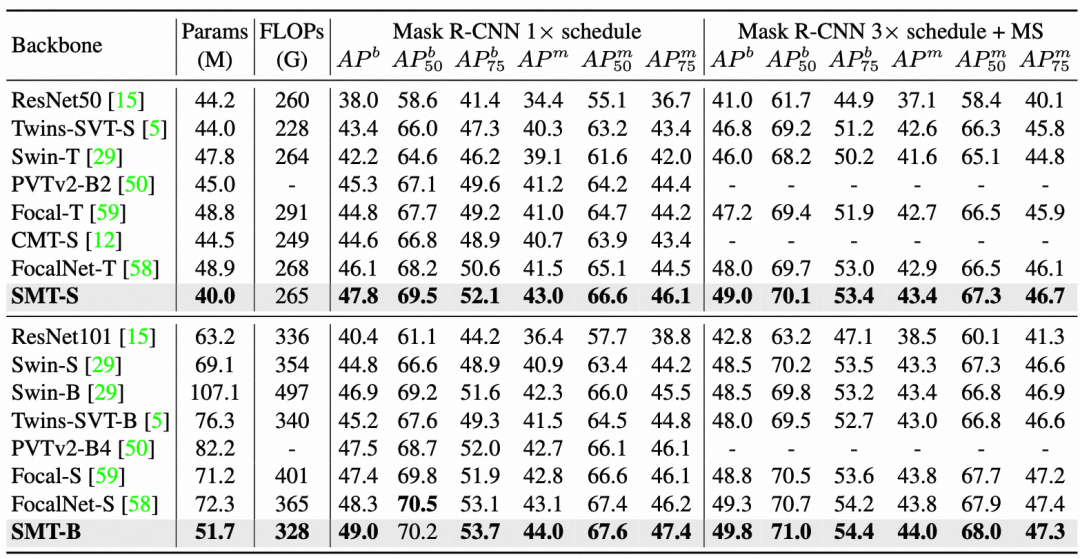 Backbone Params (M) FLOPs (G) Mask R-CNN 1× schedule Mask R-CNN 3× schedule + MS
AP^b AP^b_50 AP^b_75 AP^m AP^m_50 AP^m_75 AP^b AP^b_50 AP^b_75 AP^m AP^m_50 AP^m_75
ResNet50 [15] 44.2 260 38.0 58.6 41.4 34.4 55.1 36.7 41.0 61.7 44.9 37.1 58.4 40.1
Twins-SVT-S [5] 44.0 228 43.4 66.0 47.3 40.3 63.2 43.4 46.8 69.2 51.2 42.6 66.3 45.8
Swin-T [29] 47.8 264 42.2 64.6 46.2 39.1 61.6 42.0 46.0 68.2 50.2 41.6 65.1 44.8
PVTv2-B2 [50] 45.0 - 45.3 67.1 49.6 41.2 64.2 44.4 - - - - - -
Focal-T [59] 48.8 291 44.8 67.7 49.2 41.0 64.7 44.2 47.2 69.4 51.9 42.7 66.5 45.9
CMT-S [12] 44.5 249 44.6 66.8 48.9 40.7 63.9 43.4 - - - - - -
FocalNet-T [58] 48.9 268 46.1 68.2 50.6 41.5 65.1 44.5 48.0 69.7 53.0 42.9 66.5 46.1
SMT-S 40.0 265 47.8 69.5 52.1 43.0 66.6 46.1 49.0 70.1 53.4 43.4 67.3 46.7
ResNet101 [15] 63.2 336 40.4 61.1 44.2 36.4 57.7 38.8 42.8 63.2 47.1 38.5 60.1 41.3
Swin-S [29] 69.1 354 44.8 66.6 48.9 40.9 63.4 44.2 48.5 70.2 53.5 43.3 67.3 46.6
Swin-B [29] 107.1 497 46.9 69.2 51.6 42.3 66.0 45.5 48.5 69.8 53.2 43.4 66.8 46.9
Twins-SVT-B [5] 76.3 340 45.2 67.6 49.3 41.5 64.5 44.8 48.0 69.5 52.7 43.0 66.8 46.6
PVTv2-B4 [50] 82.2 - 47.5 68.7 52.0 42.7 66.1 46.1 - - - - - -
Focal-S [59] 71.2 401 47.4 69.8 51.9 42.8 66.6 46.1 48.8 70.5 53.6 43.8 67.7 47.2
FocalNet-S [58] 72.3 365 48.3 70.5 53.1 43.1 67.4 46.2 49.3 70.7 54.2 43.8 67.9 47.4
SMT-B 51.7 328 49.0 70.2 53.7 44.0 67.6 47.4 49.8 71.0 54.4 44.0 68.0 47.3